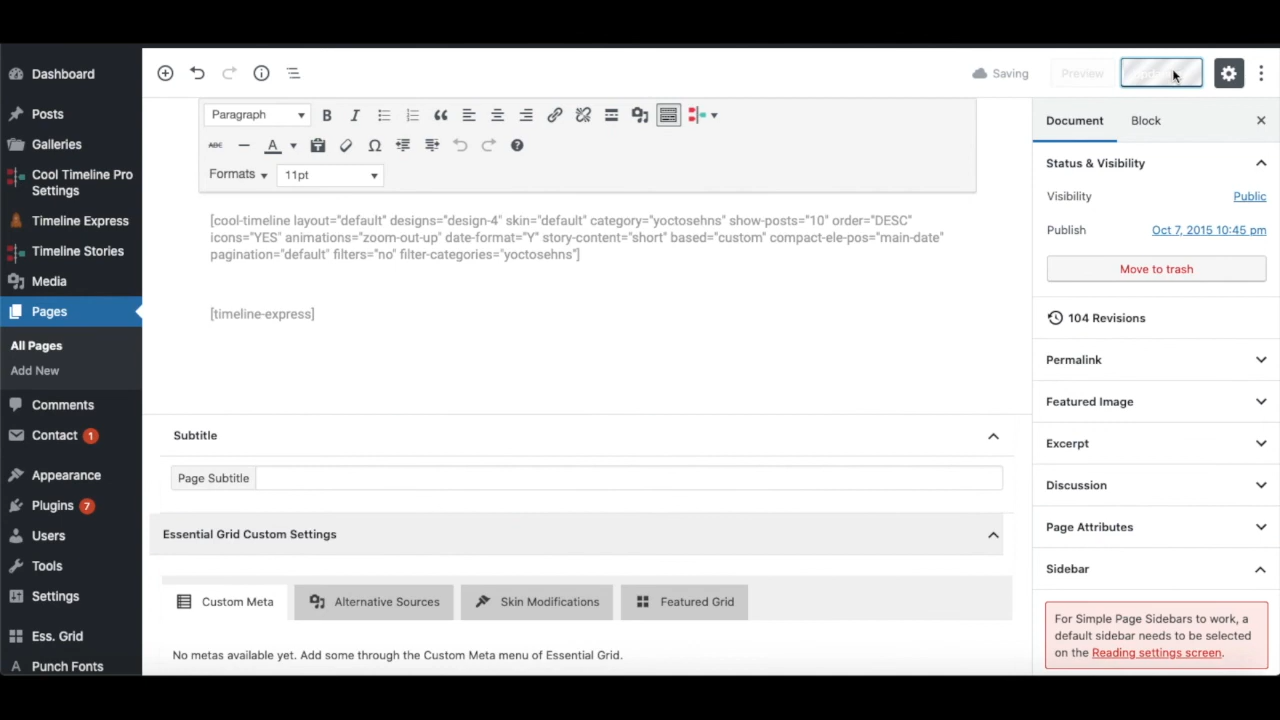 Dashboard
Posts
Galleries
Cool Timeline Pro
Settings
Timeline Express
Timeline Stories
Media
Pages
All Pages
Add New
Comments
Contact 1
Appearance
Plugins 7
Users
Tools
Settings
Ess. Grid
Punch Fonts
Saving
Preview
Paragraph
ABC
A
Formats
11pt
[cool-timeline layout="default" designs="design-4" skin="default" category="yoctosehns" show-posts="10" order="DESC"
icons="YES" animations="zoom-out-up" date-format="Y" story-content="short" based="custom" compact-ele-pos="main-date"
pagination="default" filters="no" filter-categories="yoctosehns"]
[timeline-express]
Subtitle
Page Subtitle
Essential Grid Custom Settings
Custom Meta
Alternative Sources
Skin Modifications
Featured Grid
No metas available yet. Add some through the Custom Meta menu of Essential Grid.
Document
Block
Status & Visibility
Visibility
Public
Publish
Oct 7, 2015 10:45 pm
Move to trash
104 Revisions
Permalink
Featured Image
Excerpt
Discussion
Page Attributes
Sidebar
For Simple Page Sidebars to work, a
default sidebar needs to be selected
on the Reading settings screen.